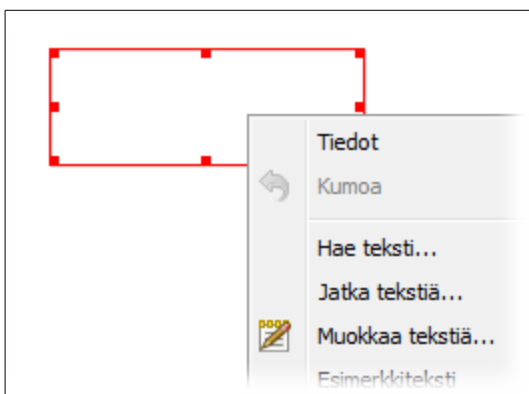 Tiedot
Kumoa
Hae teksti...
Jatka tekstiä...
Muokkaa tekstiä...
Esimerkkiteksti